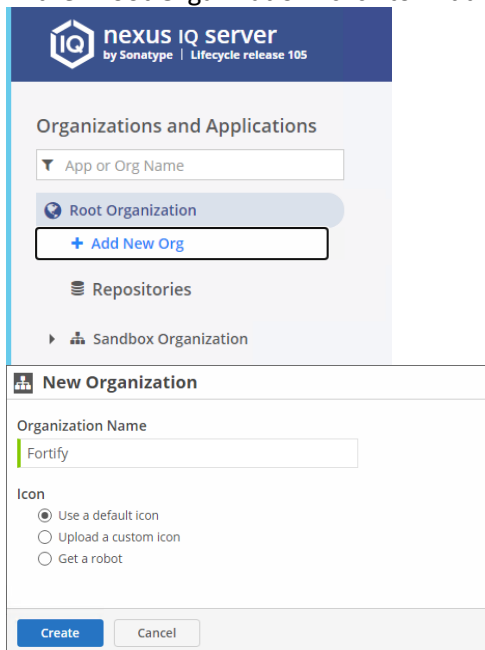 IQ
nexus IQ server
by Sonatype | Lifecycle release 105
Organizations and Applications
App or Org Name
Root Organization
+ Add New Org
Repositories
Sandbox Organization
New Organization
Organization Name
Fortify
Icon
Use a default icon
Upload a custom icon
Get a robot
Create Cancel